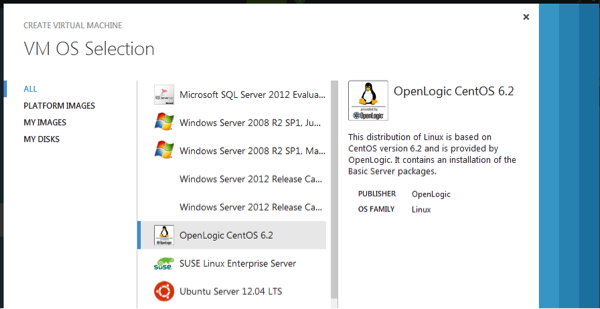 CREATE VIRTUAL MACHINE
VM OS Selection
ALL
PLATFORM IMAGES
MY IMAGES
MY DISKS
Microsoft SQL Server 2012 Evalua...
Windows Server 2008 R2 SP1, Ju...
Windows Server 2008 R2 SP1, Ma...
Windows Server 2012 Release Ca...
Windows Server 2012 Release Ca...
OpenLogic CentOS 6.2
SUSE Linux Enterprise Server
Ubuntu Server 12.04 LTS
provided by
OpenLogic
OpenLogic CentOS 6.2
This distribution of Linux is based on
CentOS version 6.2 and is provided by
OpenLogic. It contains an installation of the
Basic Server packages.
PUBLISHER OpenLogic
OS FAMILY Linux